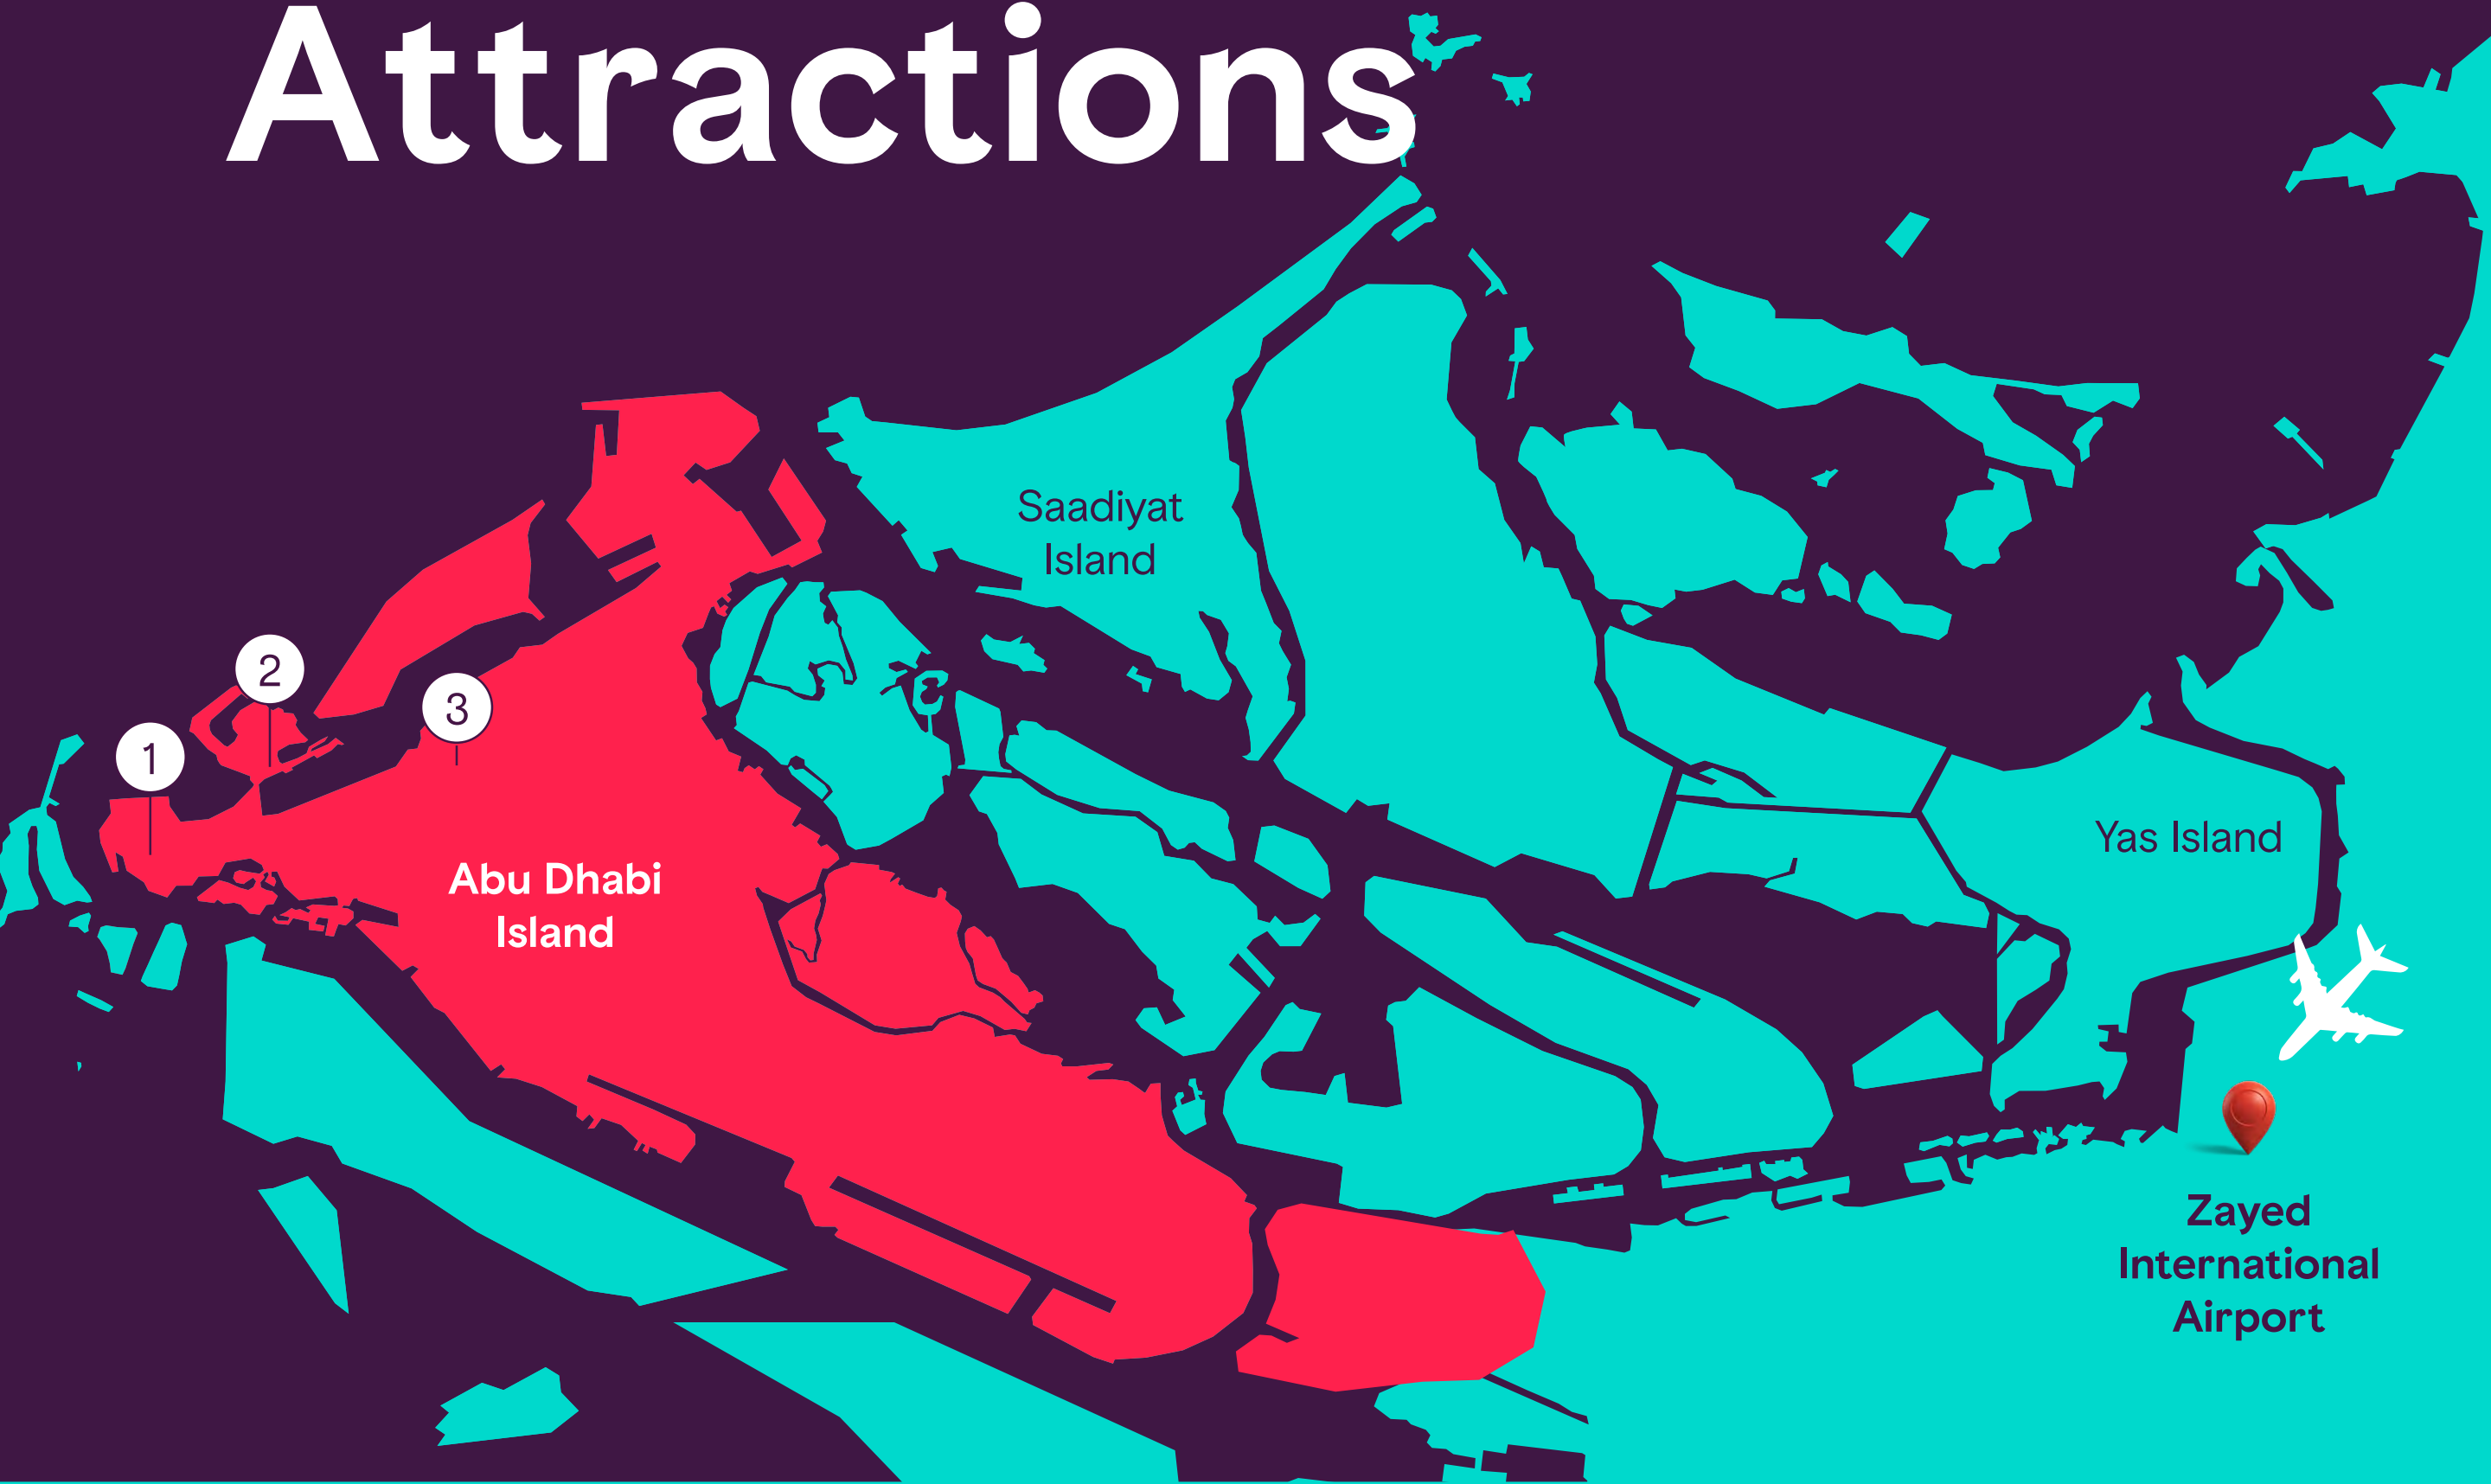 Attractions
Saadiyat
Island
2
3
1
Yas Island
Abu Dhabi
Island
Zayed
International
Airport